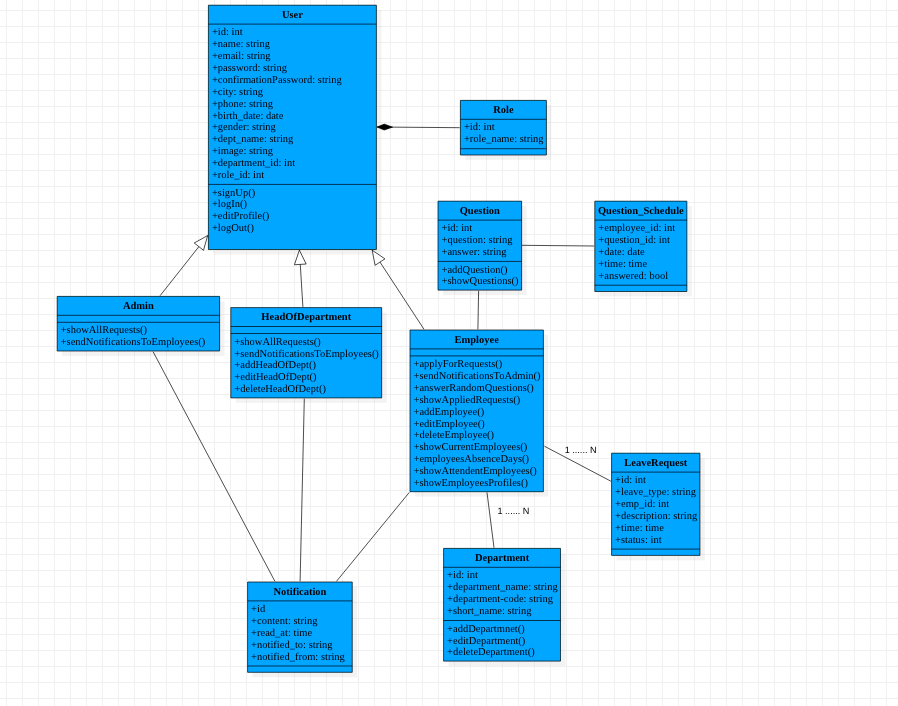 User
+id: int
+name: string
+email: string
+password: string
+confirmationPassword: string
+city: string
+phone: string
+birth_date: date
+gender: string
+dept_name: string
+image: string
+department_id: int
+role_id: int
+signUp()
+logIn()
+editProfile()
+logOut()
Role
+id: int
+role_name: string
Question
+id: int
+question: string
+answer: string
+addQuestion()
+showQuestions()
Question_Schedule
+employee_id: int
+question_id: int
+date: date
+time: time
+answered: bool
Admin
+showAllRequests()
+sendNotificationsToEmployees()
HeadOfDepartment
+showAllRequests()
+sendNotificationsToEmployees()
+addHeadOfDept()
+editHeadOfDept()
+deleteHeadOfDept()
Employee
+applyForRequests()
+sendNotificationsToAdmin()
+answerRandomQuestions()
+showAppliedRequests()
+addEmployee()
+editEmployee()
+deleteEmployee()
+showCurrentEmployees()
+employeesAbsenceDays()
+showAttendentEmployees()
+showEmployeesProfiles()
1 ...... N
LeaveRequest
+id: int
+leave_type: string
+emp_id: int
+description: string
+time: time
+status: int
1 ...... N
Department
+id: int
+department_name: string
+department-code: string
+short_name: string
+addDepartmnet()
+editDepartment()
+deleteDepartment()
Notification
+id
+content: string
+read_at: time
+notified_to: string
+notified_from: string